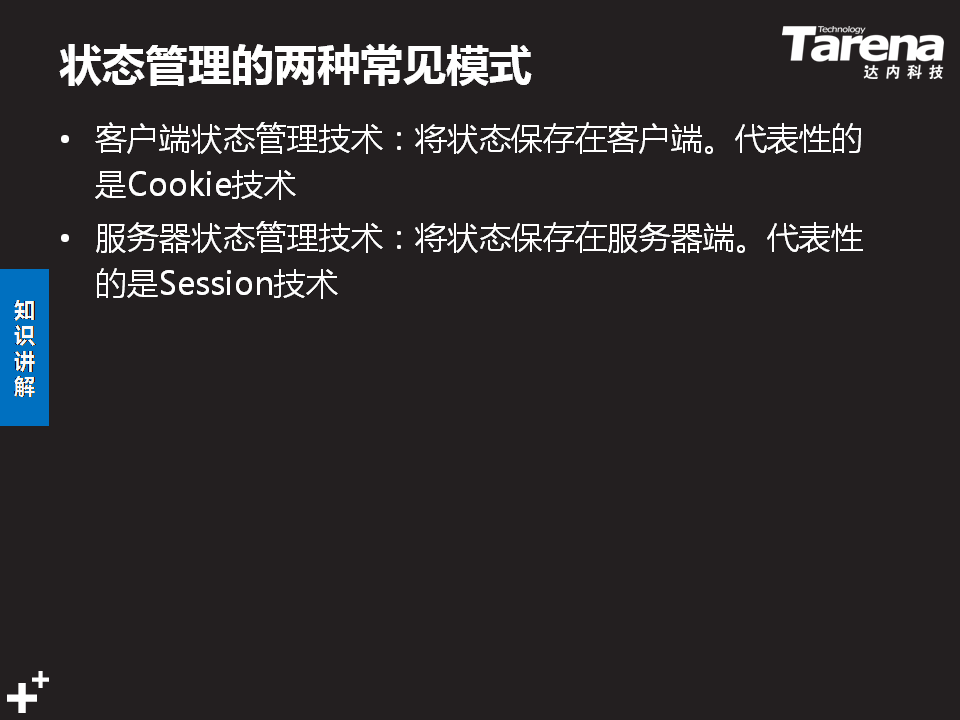 状态管理的两种常见模式
Technology
Tarena
达内科技
• 客户端状态管理技术：将状态保存在客户端。代表性的
是Cookie技术
• 服务器状态管理技术：将状态保存在服务器端。代表性
的是Session技术
知
识
讲
解